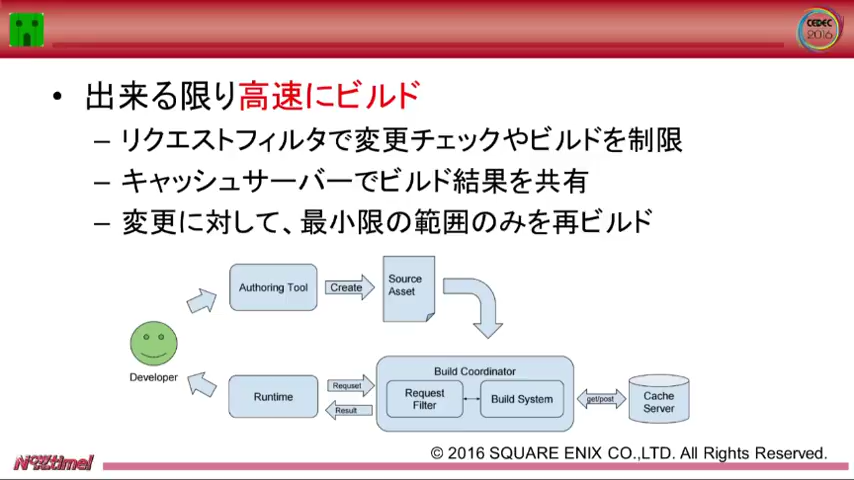 CEDEC
2016
• 出来る限り高速にビルド
– リクエストフィルタで変更チェックやビルドを制限
– キャッシュサーバーでビルド結果を共有
– 変更に対して、最小限の範囲のみを再ビルド
Authoring Tool
Create
Source
Asset
Developer
Runtime
Requset
Result
Build Coordinator
Request
Filter
Build System
get/post
Cache
Server
© 2016 SQUARE ENIX CO.,LTD. All Rights Reserved.